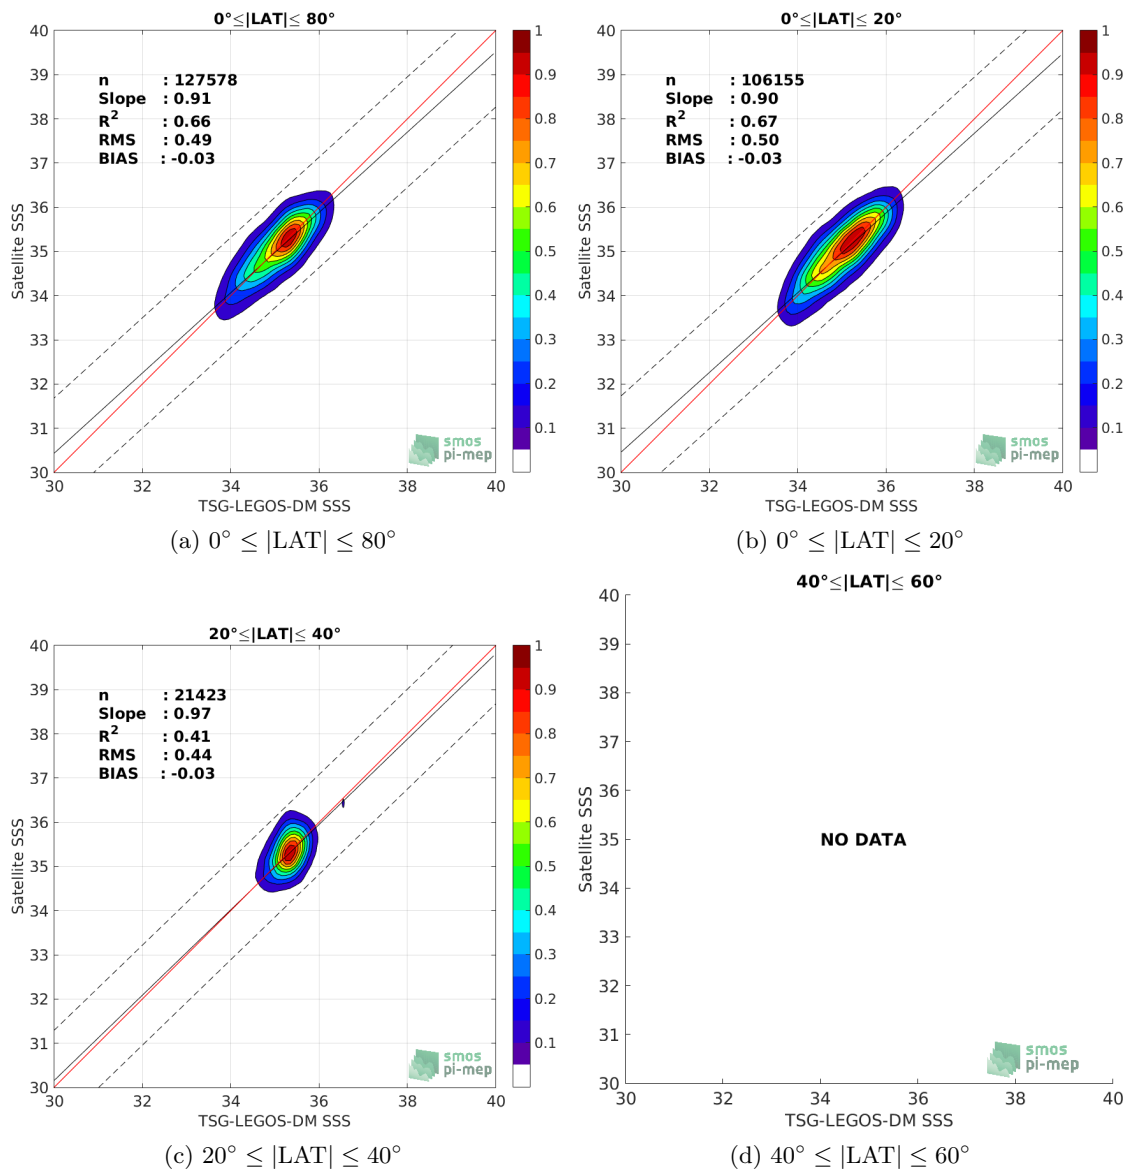 0°≤|LAT|≤ 80°
40
39
38
37
36
35
34
33
32
31
30
Satellite SSS
n : 127578
Slope : 0.91
R² : 0.66
RMS : 0.49
BIAS : -0.03
1
0.9
0.8
0.7
0.6
0.5
0.4
0.3
0.2
0.1
smos
pi-mep
30 32 34 36 38 40
TSG-LEGOS-DM SSS
(a) 0° ≤ |LAT| ≤ 80°
0°≤|LAT|≤ 20°
40
39
38
37
36
35
34
33
32
31
30
Satellite SSS
n : 106155
Slope : 0.90
R² : 0.67
RMS : 0.50
BIAS : -0.03
1
0.9
0.8
0.7
0.6
0.5
0.4
0.3
0.2
0.1
smos
pi-mep
30 32 34 36 38 40
TSG-LEGOS-DM SSS
(b) 0° ≤ |LAT| ≤ 20°
20°≤|LAT|≤ 40°
40
39
38
37
36
35
34
33
32
31
30
Satellite SSS
n : 21423
Slope : 0.97
R² : 0.41
RMS : 0.44
BIAS : -0.03
1
0.9
0.8
0.7
0.6
0.5
0.4
0.3
0.2
0.1
smos
pi-mep
30 32 34 36 38 40
TSG-LEGOS-DM SSS
(c) 20° ≤ |LAT| ≤ 40°
40°≤|LAT|≤ 60°
40
39
38
37
36
35
34
33
32
31
30
Satellite SSS
NO DATA
smos
pi-mep
30 32 34 36 38 40
TSG-LEGOS-DM SSS
(d) 40° ≤ |LAT| ≤ 60°